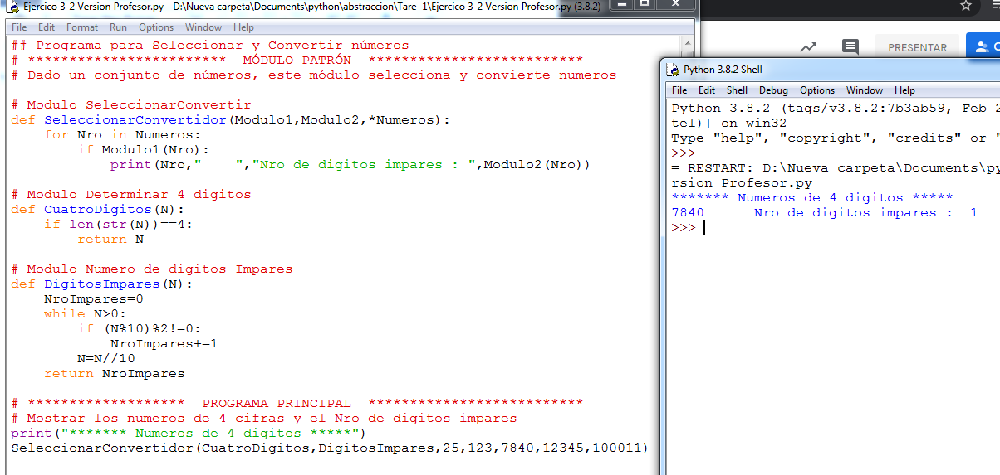 Ejercico 3-2 Version Profesor.py - D:\Nueva carpeta\Documents\python\abstraccion\Tare 1\Ejercico 3-2 Version Profesor.py (3.8.2)
File Edit Format Run Options Window Help
## Programa para Seleccionar y Convertir números
# ************************  MÓDULO PATRÓN  **************************
# Dado un conjunto de números, este módulo selecciona y convierte numeros
# Modulo SeleccionarConvertir
def SeleccionarConvertidor(Modulo1,Modulo2,*Numeros):
    for Nro in Numeros:
        if Modulo1(Nro):
            print(Nro,"    ","Nro de digitos impares : ",Modulo2(Nro))
# Modulo Determinar 4 digitos
def CuatroDigitos(N):
    if len(str(N))==4:
        return N
# Modulo Numero de digitos Impares
def DigitosImpares(N):
    NroImpares=0
    while N>0:
        if (N%10)%2!=0:
            NroImpares+=1
        N=N//10
    return NroImpares
# *******************  PROGRAMA PRINCIPAL  **************************
# Mostrar los numeros de 4 cifras y el Nro de digitos impares
print("******* Numeros de 4 digitos *****")
SeleccionarConvertidor(CuatroDigitos,DigitosImpares,25,123,7840,12345,100011)
PRESENTAR
Python 3.8.2 Shell
File Edit Shell Debug Options Window Help
Python 3.8.2 (tags/v3.8.2:7b3ab59, Feb 2
tel)] on win32
Type "help", "copyright", "credits" or "
>>>
= RESTART: D:\Nueva carpeta\Documents\py
rsion Profesor.py
******* Numeros de 4 digitos *****
7840      Nro de digitos impares :  1
>>>